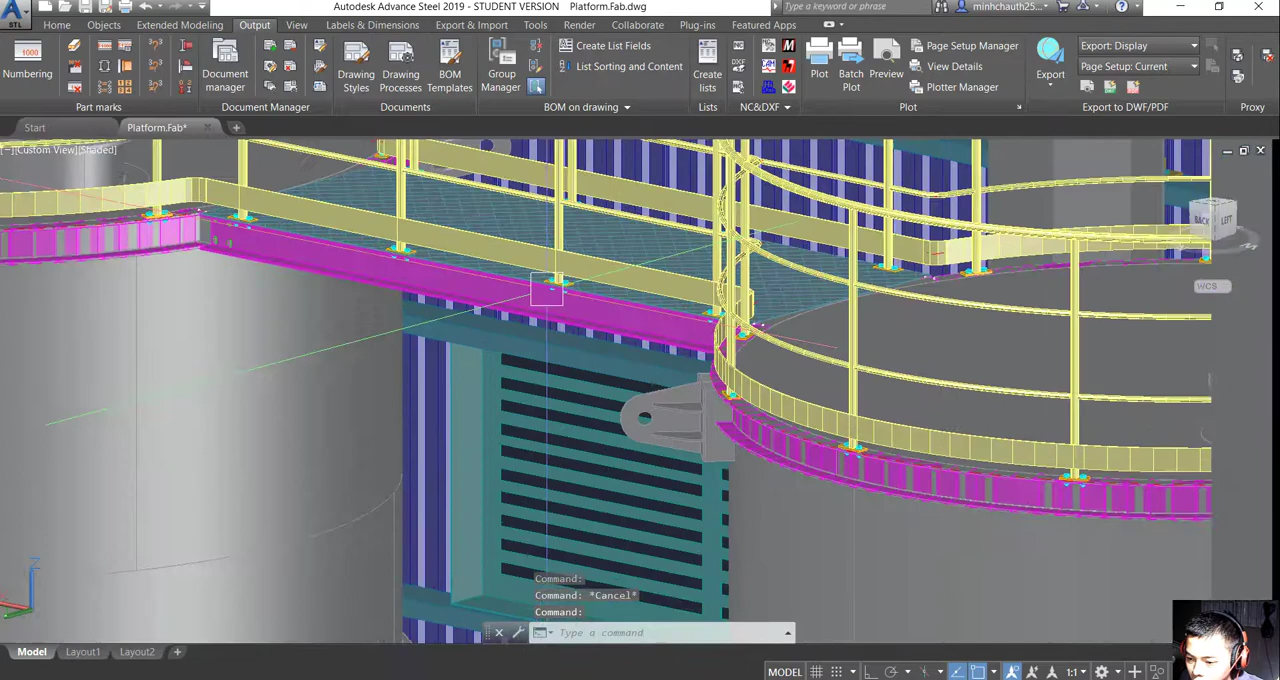 Autodesk Advance Steel 2019 - STUDENT VERSION    Platform.Fab.dwg
Type a keyword or phrase
minhchauth25...
STL
Home Objects Extended Modeling Output View Labels & Dimensions Export & Import Tools Render Collaborate Plug-ins Featured Apps
1000
Numbering
Part marks
Document manager
Document Manager
Drawing Styles
Drawing Processes
BOM Templates
Documents
Group Manager
Create List Fields
List Sorting and Content
BOM on drawing
Create lists
Lists
DXF
NC&DXF
Plot
Batch Plot
Preview
Page Setup Manager
View Details
Plotter Manager
Plot
Export
Export: Display
Page Setup: Current
Export to DWF/PDF
Proxy
Start
Platform.Fab*
[−][Custom View][Shaded]
BACK
LEFT
WCS
Z
Command:
Command: *Cancel*
Command:
Type a command
Model Layout1 Layout2
MODEL
1:1